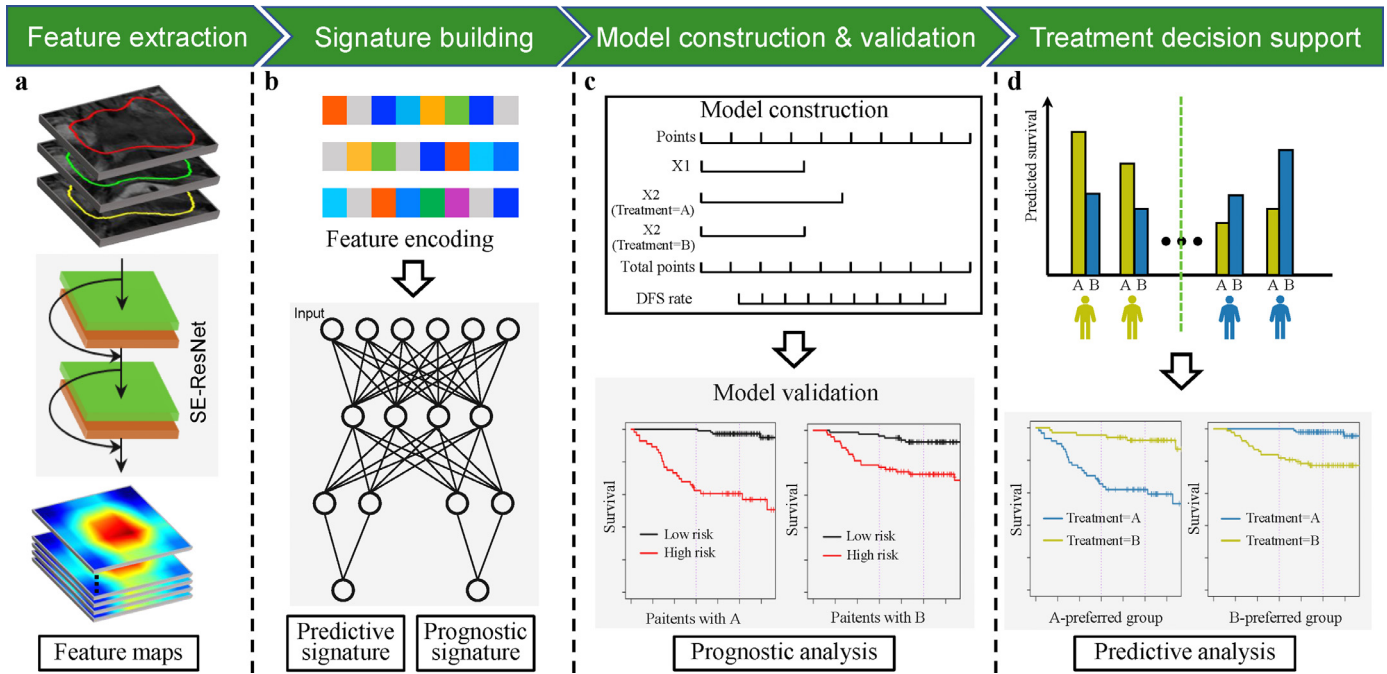 Feature extraction
Signature building
Model construction & validation
Treatment decision support
a
SE-ResNet
Feature maps
b
Feature encoding
Input
Predictive
signature
Prognostic
signature
c
Model construction
Points
X1
X2
(Treatment=A)
X2
(Treatment=B)
Total points
DFS rate
Model validation
Survival
Low risk
High risk
Paitents with A
Survival
Low risk
High risk
Paitents with B
Prognostic analysis
d
Predicted survival
A B
A B
A B
A B
Survival
Treatment=A
Treatment=B
A-preferred group
Survival
Treatment=A
Treatment=B
B-preferred group
Predictive analysis